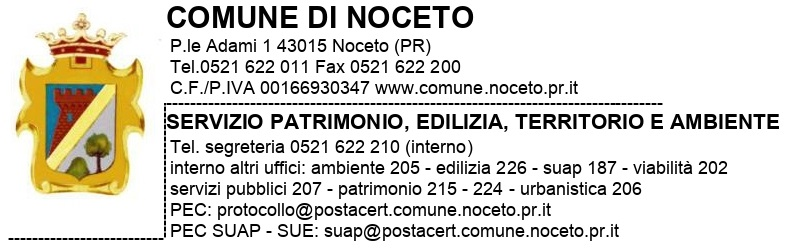 COMUNE DI NOCETO
P.le Adami 1 43015 Noceto (PR)
Tel.0521 622 011 Fax 0521 622 200
C.F./P.IVA 00166930347 www.comune.noceto.pr.it
SERVIZIO PATRIMONIO, EDILIZIA, TERRITORIO E AMBIENTE
Tel. segreteria 0521 622 210 (interno)
interno altri uffici: ambiente 205 - edilizia 226 - suap 187 - viabilità 202
servizi pubblici 207 - patrimonio 215 - 224 - urbanistica 206
PEC: protocollo@postacert.comune.noceto.pr.it
PEC SUAP - SUE: suap@postacert.comune.noceto.pr.it